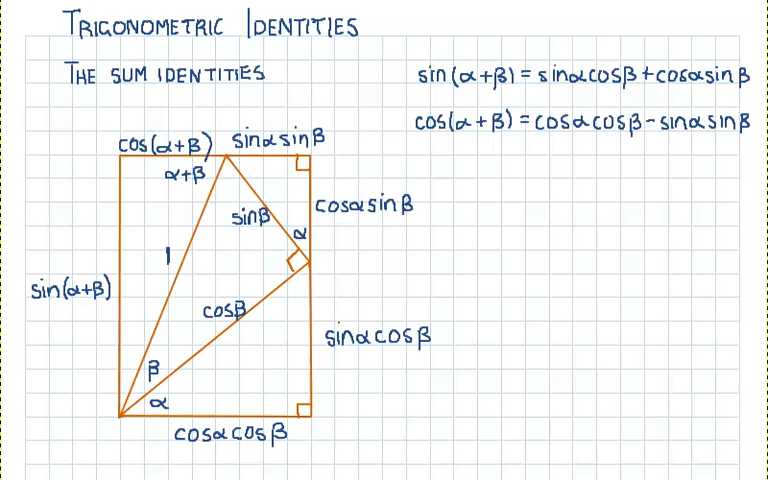 TRIGONOMETRIC IDENTITIES
THE SUM IDENTITIES
sin(α+β)=sinαcosβ+cosαsinβ
cos(α+β)=cosαcosβ-sinαsinβ
cos(α+β) sinαsinβ
α+β
cosαsinβ
sinβ
α
1
sin(α+β)
cosβ
sinαcosβ
β
α
cosαcosβ